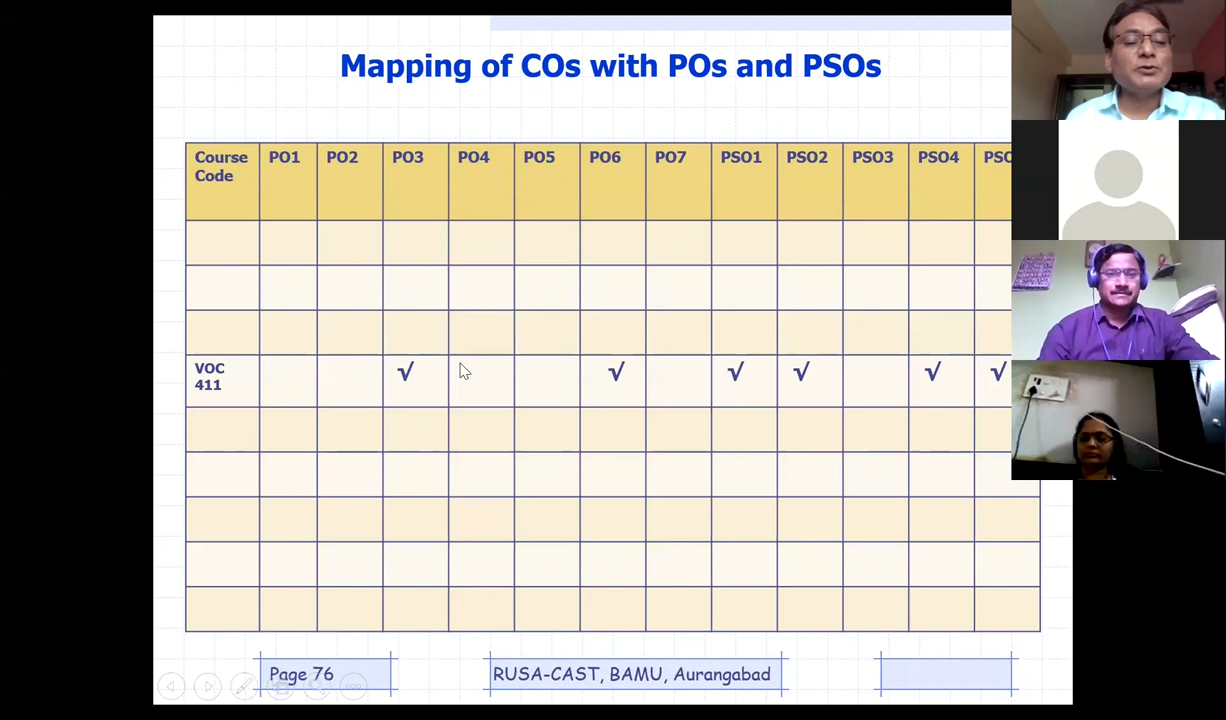 Mapping of COs with POs and PSOs
Course Code PO1 PO2 PO3 PO4 PO5 PO6 PO7 PSO1 PSO2 PSO3 PSO4 PSO
VOC 411 √ √ √ √ √ √
Page 76 RUSA-CAST, BAMU, Aurangabad